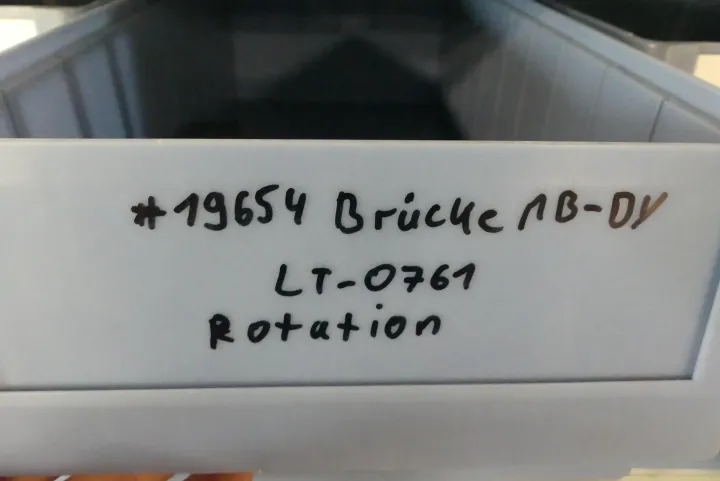 #19654 Brücke 1B-DY
LT-0761
Rotation